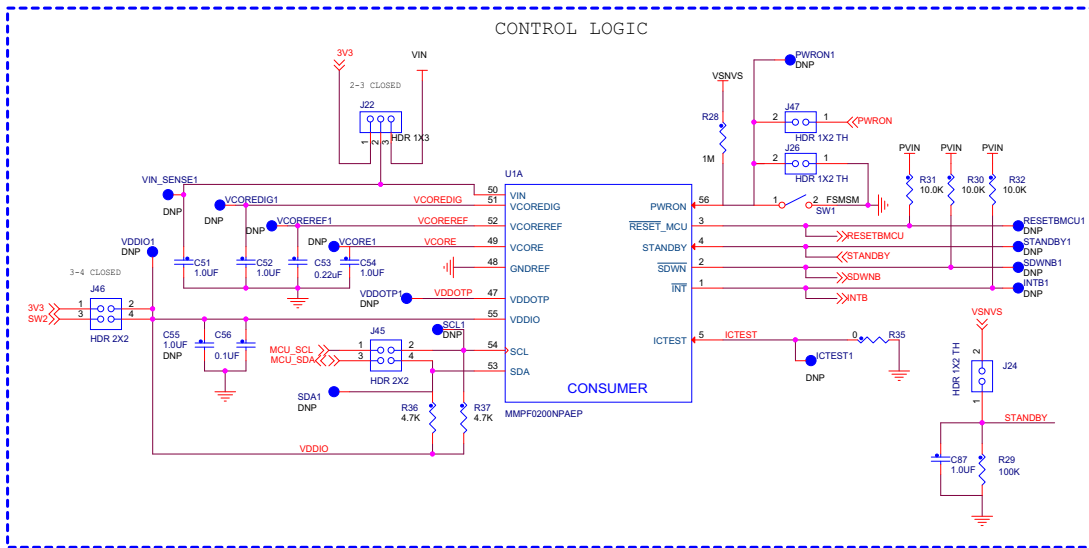 CONTROL LOGIC
3V3
VIN
2-3 CLOSED
J22
HDR 1X3
1
2
3
VIN_SENSE1
DNP
VCOREDIG1
DNP
VCOREREF1
DNP
VCORE1
VDDIO1
DNP
3-4 CLOSED
C51
1.0UF
C52
1.0UF
C53
0.22uF
C54
1.0UF
VCOREDIG
VCOREREF
VCORE
VDDOTP1
DNP
VDDOTP
J46
3V3
SW2
1
3
2
4
HDR 2X2
C55
1.0UF
DNP
C56
0.1UF
SCL1
DNP
J45
MCU_SCL
MCU_SDA
1
3
2
4
HDR 2X2
SDA1
DNP
R36
4.7K
R37
4.7K
VDDIO
U1A
50 VIN
51 VCOREDIG
52 VCOREREF
49 VCORE
48 GNDREF
47 VDDOTP
55 VDDIO
54 SCL
53 SDA
PWRON 56
RESET_MCU 3
STANDBY 4
SDWN 2
INT 1
ICTEST 5
CONSUMER
MMPF0200NPAEP
VSNVS
R28
1M
PWRON1
DNP
J47
2 1
PWRON
HDR 1X2 TH
J26
2 1
HDR 1X2 TH
1 2 FSMSM
SW1
PVIN PVIN PVIN
R31
10.0K
R30
10.0K
R32
10.0K
RESETBMCU
STANDBY
SDWNB
INTB
RESETBMCU1
DNP
STANDBY1
DNP
SDWNB1
DNP
INTB1
DNP
ICTEST
0 R35
ICTEST1
DNP
VSNVS
HDR 1X2 TH
2
J24
1
STANDBY
C87
1.0UF
R29
100K